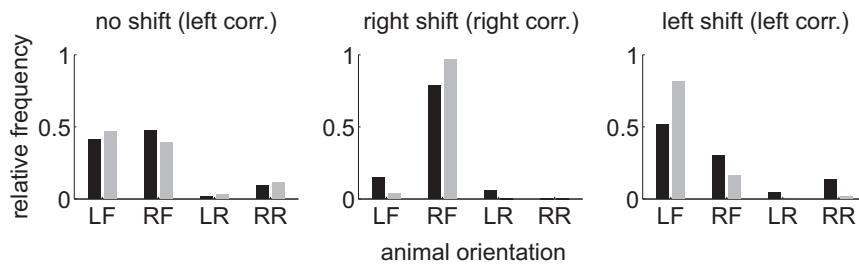 no shift (left corr.)
right shift (right corr.)
left shift (left corr.)
relative frequency
1
0.5
0
LF RF LR RR
1
0.5
0
LF RF LR RR
1
0.5
0
LF RF LR RR
animal orientation